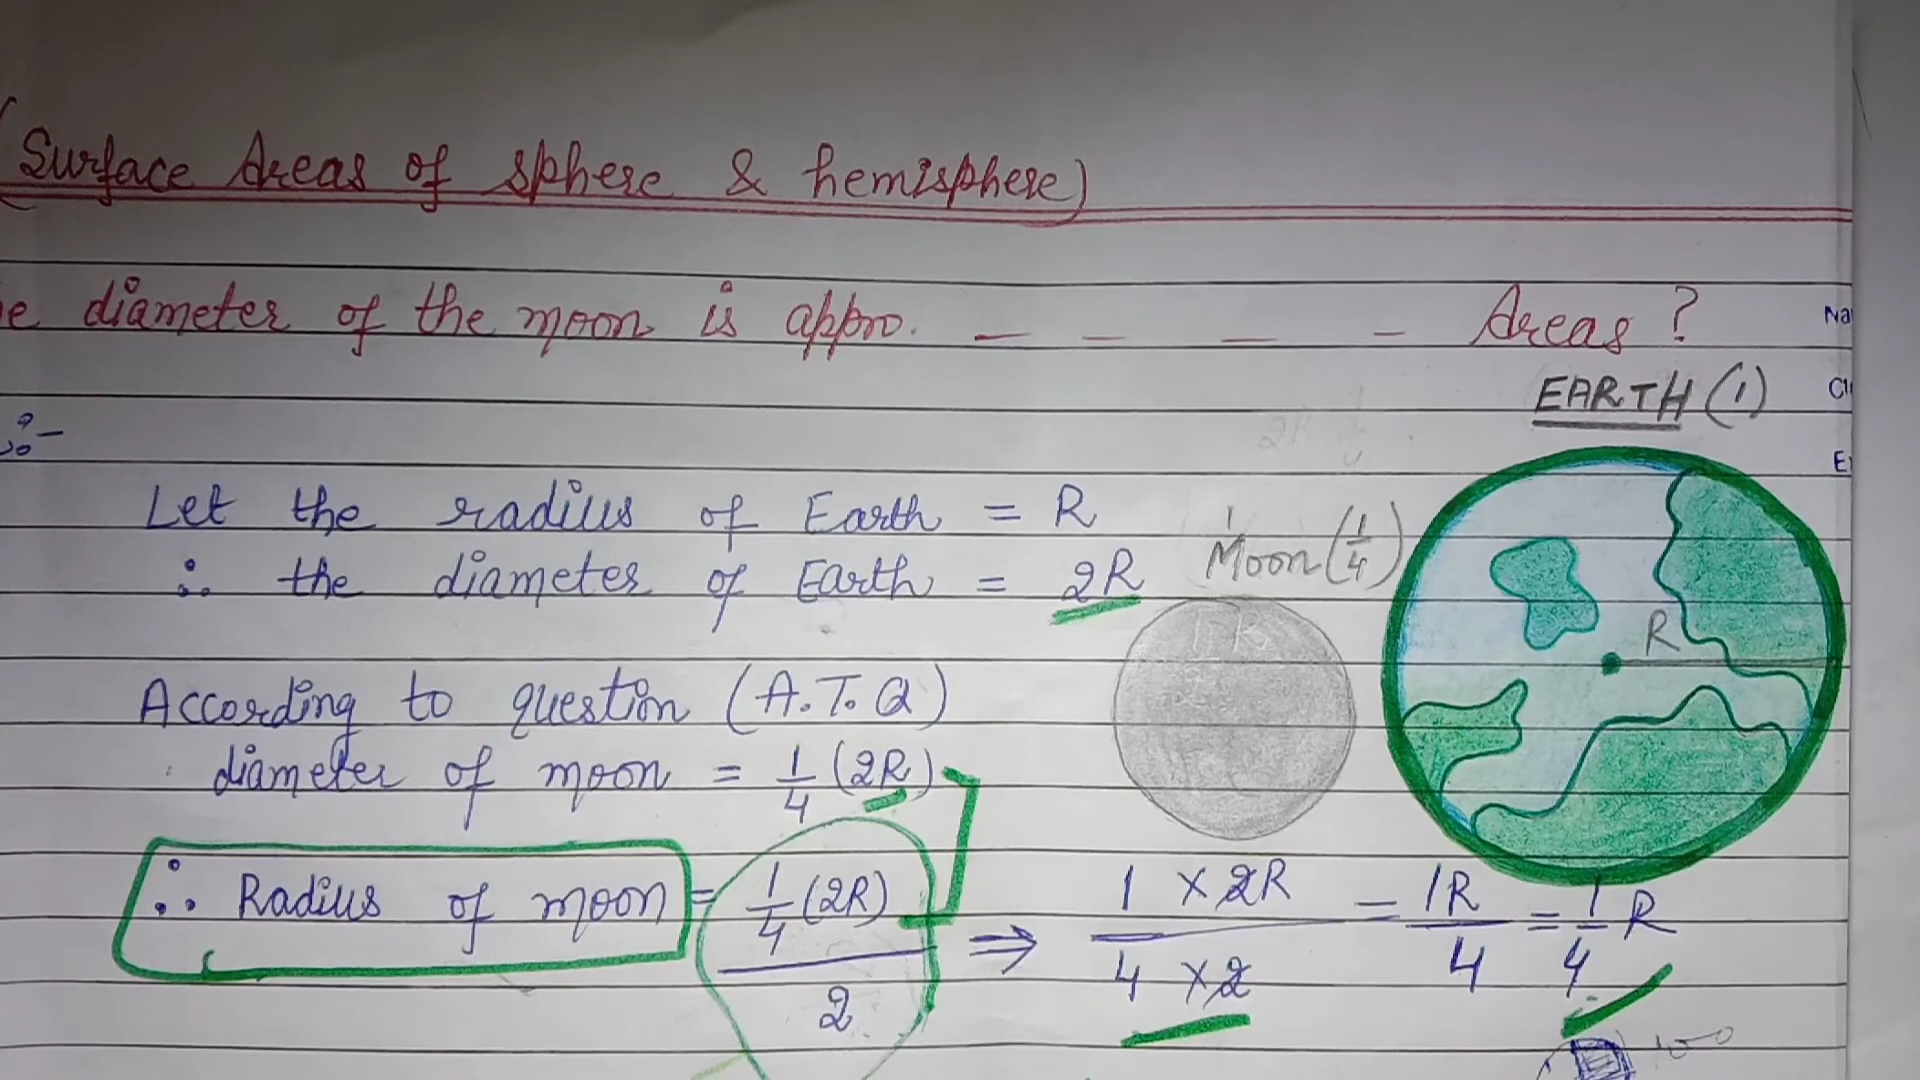 (Surface Areas of sphere & hemisphere)
diameter of the moon is appro. _ _ _ _ Areas ?
EARTH (1)
Let the radius of Earth = R
Moon (1/4)
∴ the diameter of Earth = 2R
R
According to question (A.T.Q)
diameter of moon = 1/4 (2R)
∴ Radius of moon = 1/4 (2R) / 2 ⇒ 1 × 2R / 4 × 2 = 1R / 4 = 1/4 R